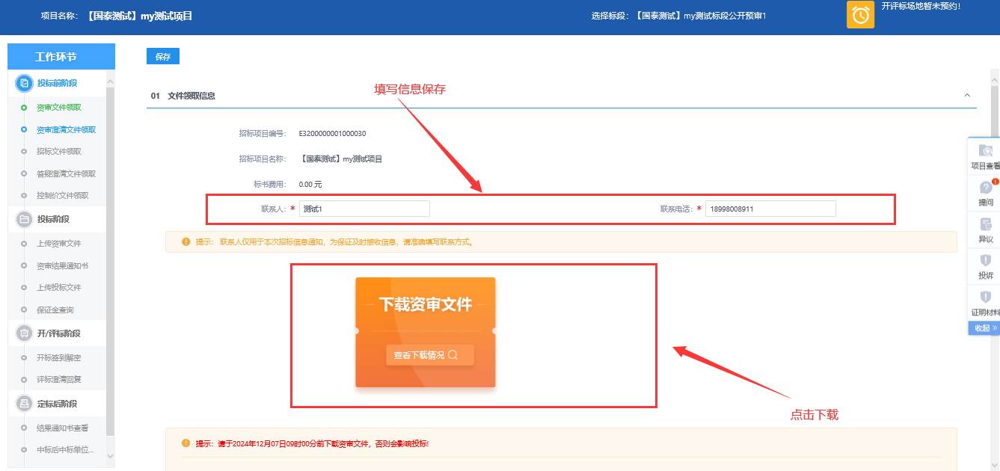 项目名称： 【国泰测试】my测试项目
选择标段： 【国泰测试】my测试标段公开预审1
开评标场地暂未预约！
工作环节
投标前阶段
资审文件领取
资审澄清文件领取
招标文件领取
答疑澄清文件领取
控制价文件领取
投标阶段
上传资审文件
资审结果通知书
上传投标文件
保证金查询
开/评标阶段
开标签到解密
评标澄清回复
定标后阶段
结果通知书查看
中标后中标单位...
保存
填写信息保存
01 文件领取信息
招标项目编号： E3200000001000030
招标项目名称： 【国泰测试】my测试项目
标书费用： 0.00 元
联系人： * 测试1
联系电话： * 18998008911
提示： 联系人仅用于本次招标信息通知，为保证及时接收信息，请准确填写联系方式。
下载资审文件
查看下载情况
点击下载
提示：请于2024年12月07日09时00分前下载资审文件，否则会影响投标!
项目查看
1
提问
异议
投诉
证明材料
收起 »